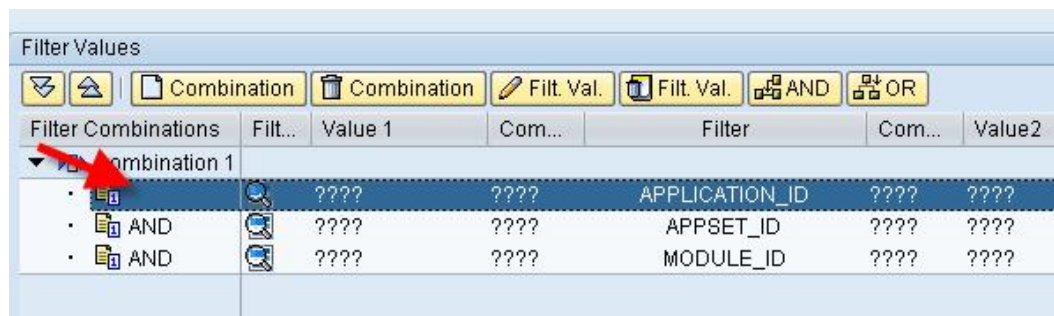 Filter Values
Combination Combination Filt. Val. Filt. Val. AND OR
Filter Combinations Filt... Value 1 Com... Filter Com... Value2
ombination 1
???? ???? APPLICATION_ID ???? ????
AND ???? ???? APPSET_ID ???? ????
AND ???? ???? MODULE_ID ???? ????